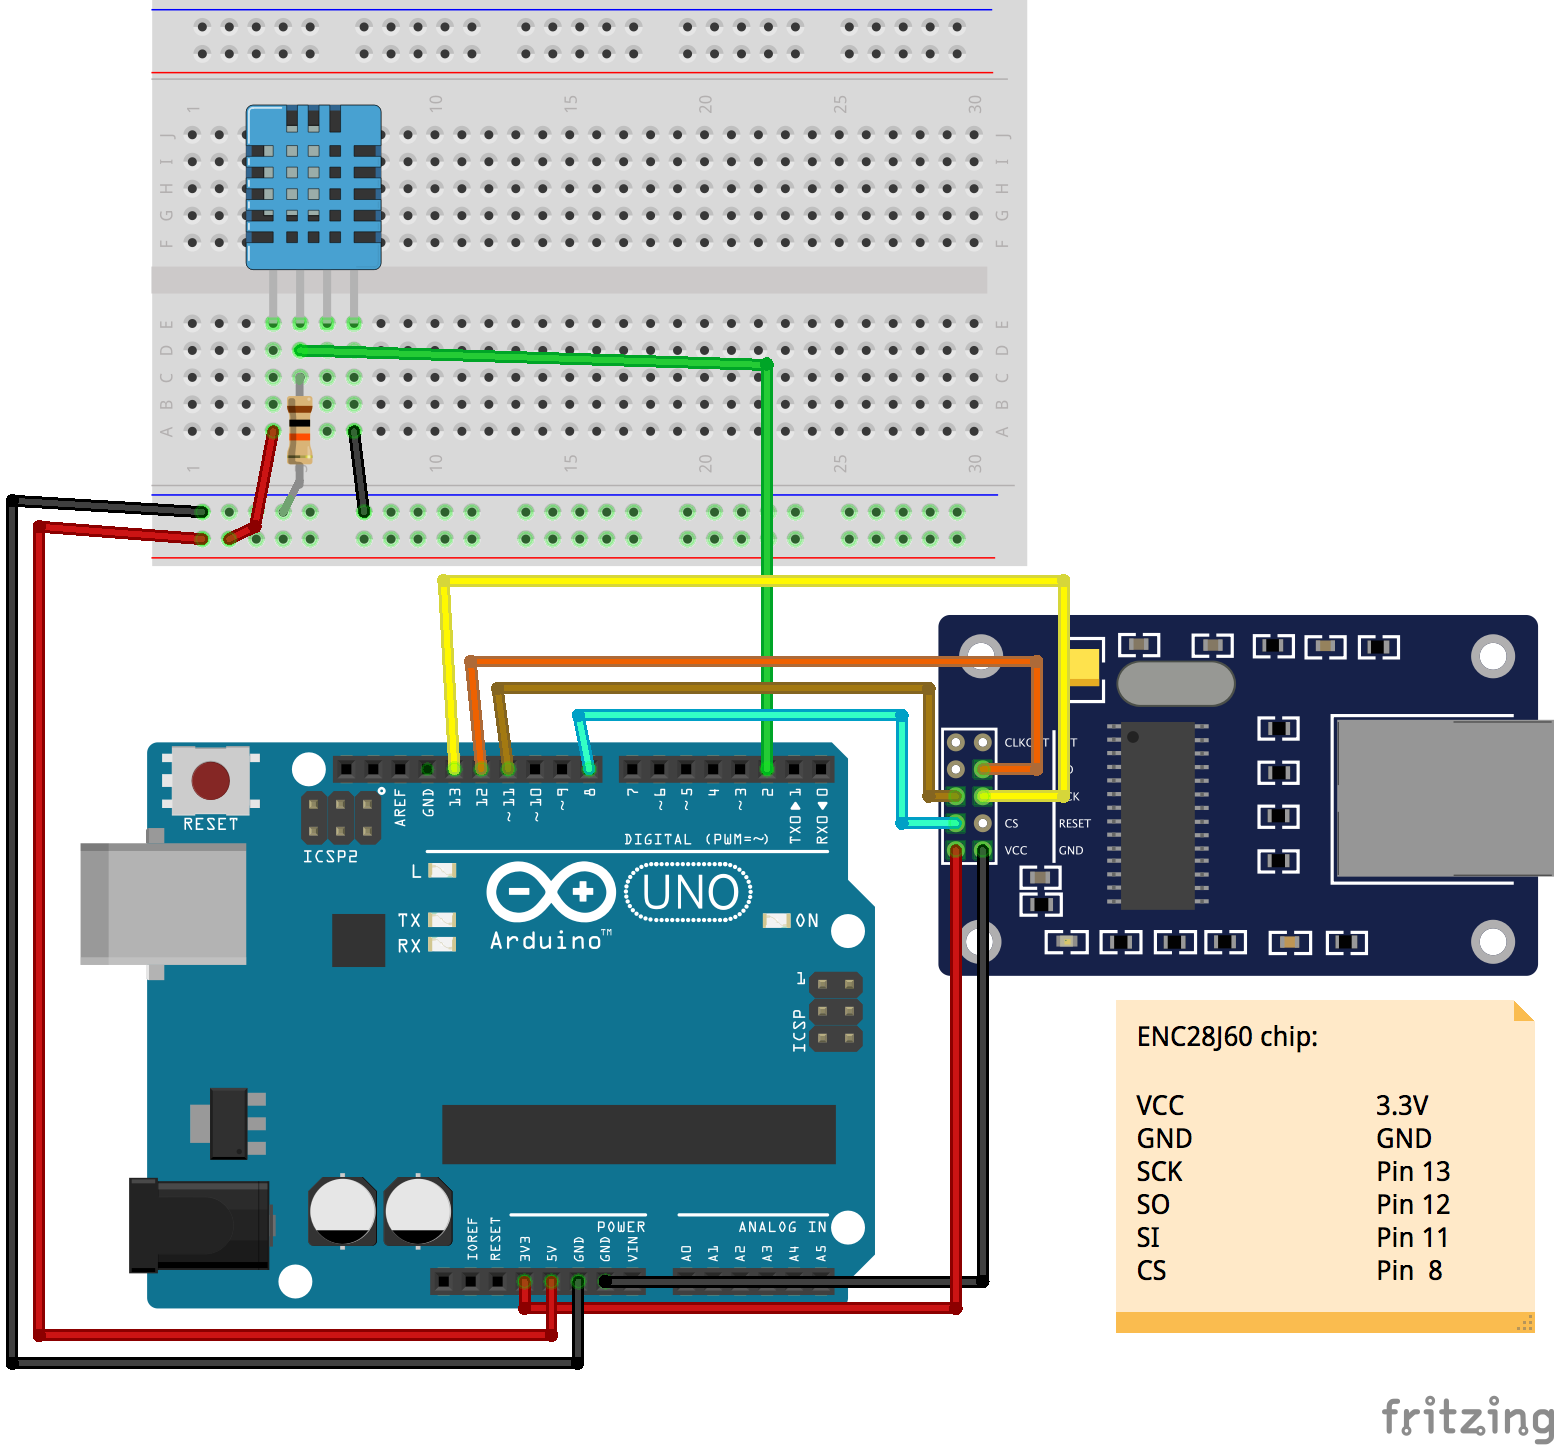 1 10 15 20 25 30
J J
I I
H H
G G
F F
E E
D D
C C
B B
A A
1 10 15 20 25 30
RESET
ICSP2
AREF
GND
13
12
~11
~10
~9
8
7
~6
~5
4
~3
2
TX0▶1
RX0◀0
DIGITAL (PWM=~)
L
TX
RX
UNO
Arduino™
ON
1
ICSP
IOREF
RESET
3V3
5V
GND
GND
VIN
POWER
ANALOG IN
A0
A1
A2
A3
A4
A5
CS RESET
VCC GND
ENC28J60 chip:
VCC 3.3V
GND GND
SCK Pin 13
SO Pin 12
SI Pin 11
CS Pin 8
fritzing